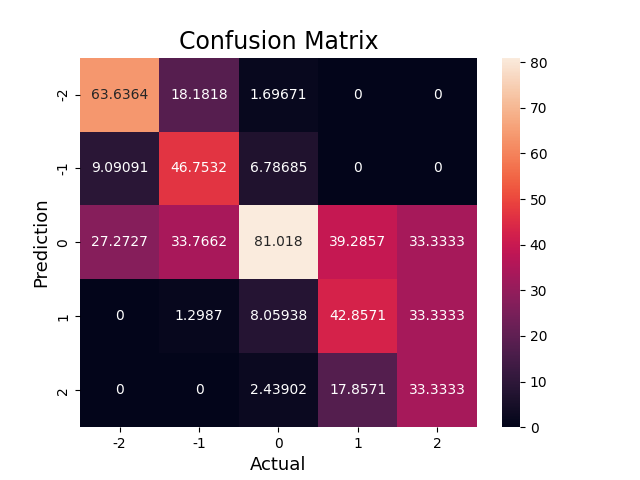 Confusion Matrix
-2 63.6364 18.1818 1.69671 0 0
-1 9.09091 46.7532 6.78685 0 0
0 27.2727 33.7662 81.018 39.2857 33.3333
1 0 1.2987 8.05938 42.8571 33.3333
2 0 0 2.43902 17.8571 33.3333
-2 -1 0 1 2
Prediction
Actual
80
70
60
50
40
30
20
10
0